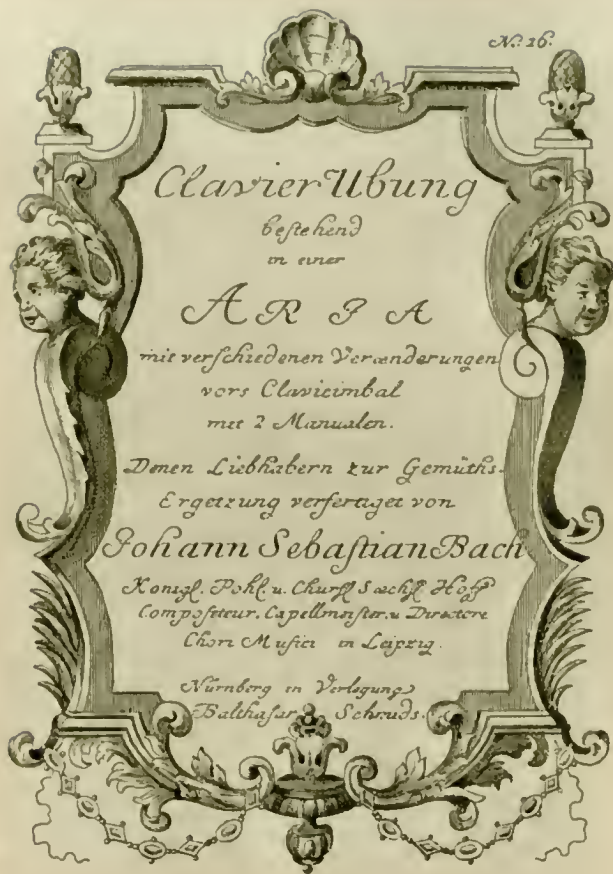 N.º 16.
Clavier Ubung
bestehend
in einer
ARIA
mit verschiedenen Veraenderungen
vors Clavicimbal
mit 2 Manualen.
Denen Liebhabern zur Gemüths-
Ergetzung verfertiget von
Johann Sebastian Bach
Königl. Pohl. u. Churfl. Saechs. Hoff
Compositeur, Capellmeister, u. Directore
Chori Musici in Leipzig.
Nürnberg in Verlegung
Balthasar Schmids.